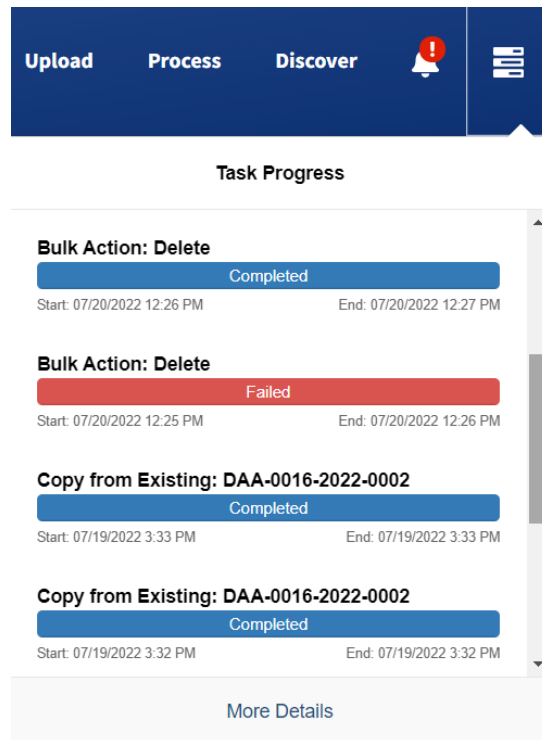 Upload Process Discover !
Task Progress
Bulk Action: Delete
Completed
Start: 07/20/2022 12:26 PM End: 07/20/2022 12:27 PM
Bulk Action: Delete
Failed
Start: 07/20/2022 12:25 PM End: 07/20/2022 12:26 PM
Copy from Existing: DAA-0016-2022-0002
Completed
Start: 07/19/2022 3:33 PM End: 07/19/2022 3:33 PM
Copy from Existing: DAA-0016-2022-0002
Completed
Start: 07/19/2022 3:32 PM End: 07/19/2022 3:32 PM
More Details